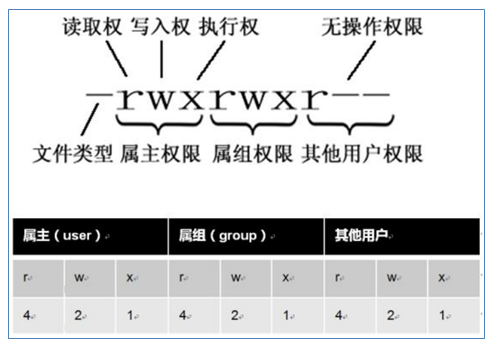 读取权 写入权 执行权 无操作权限
-rwxrwxr--
文件类型 属主权限 属组权限 其他用户权限
属主（user） 属组（group） 其他用户
r w x r w x r w x
4 2 1 4 2 1 4 2 1